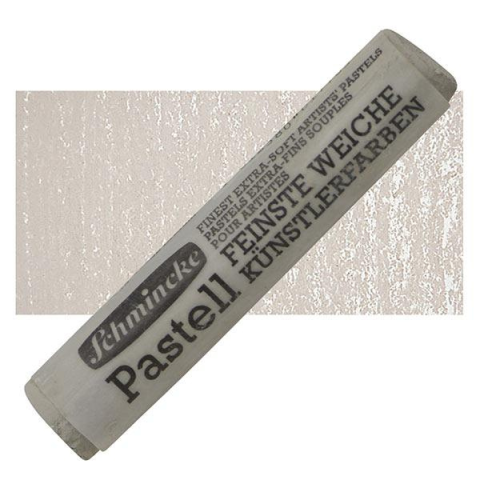 FINEST EXTRA-SOFT ARTISTS' PASTELS
PASTELS EXTRA-FINS SOUPLES
POUR ARTISTES
FEINSTE WEICHE
KÜNSTLERFARBEN
Schmincke
Pastell